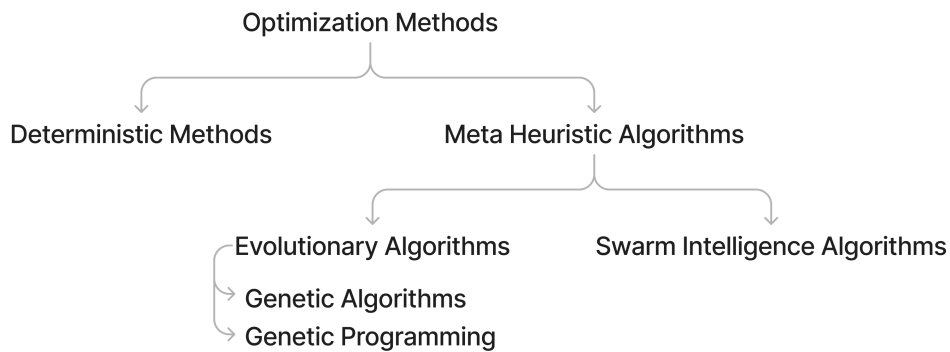 Optimization Methods
Deterministic Methods
Meta Heuristic Algorithms
Evolutionary Algorithms
Swarm Intelligence Algorithms
Genetic Algorithms
Genetic Programming